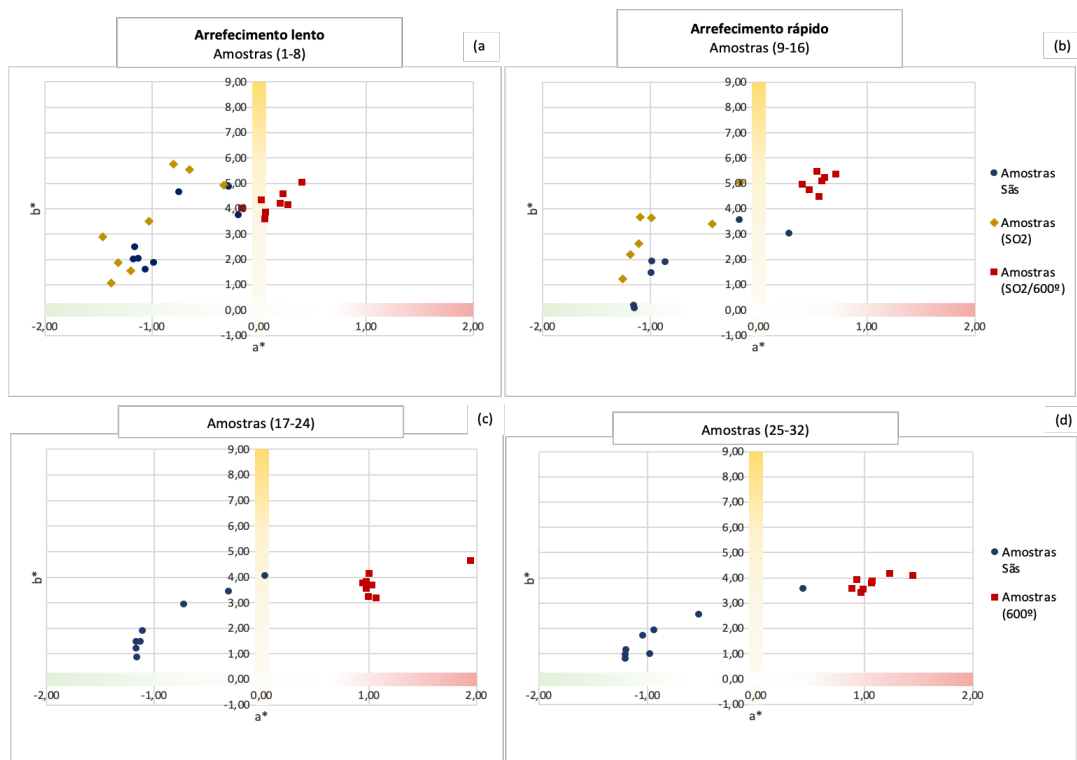 Arrefecimento lento
Amostras (1-8)
(a
b*
9,00
8,00
7,00
6,00
5,00
4,00
3,00
2,00
1,00
0,00
-1,00
-2,00
-1,00
0,00
1,00
2,00
a*
Arrefecimento rápido
Amostras (9-16)
(b)
b*
9,00
8,00
7,00
6,00
5,00
4,00
3,00
2,00
1,00
0,00
-1,00
-2,00
-1,00
0,00
1,00
2,00
a*
Amostras
Sãs
Amostras
(SO2)
Amostras
(SO2/600º)
Amostras (17-24)
(c)
b*
9,00
8,00
7,00
6,00
5,00
4,00
3,00
2,00
1,00
0,00
-1,00
-2,00
-1,00
0,00
1,00
2,00
a*
Amostras (25-32)
(d)
b*
9,00
8,00
7,00
6,00
5,00
4,00
3,00
2,00
1,00
0,00
-1,00
-2,00
-1,00
0,00
1,00
2,00
a*
Amostras
Sãs
Amostras
(600º)